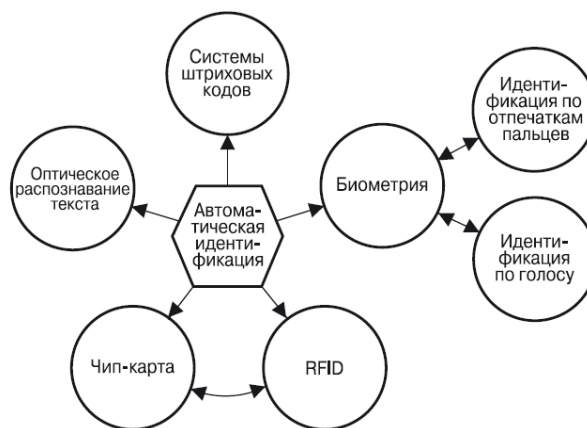 Системы
штриховых
кодов
Иденти-
фикация по
отпечаткам
пальцев
Оптическое
распознавание
текста
Биометрия
Автома-
тическая
иденти-
фикация
Иденти-
фикация
по голосу
Чип-карта
RFID